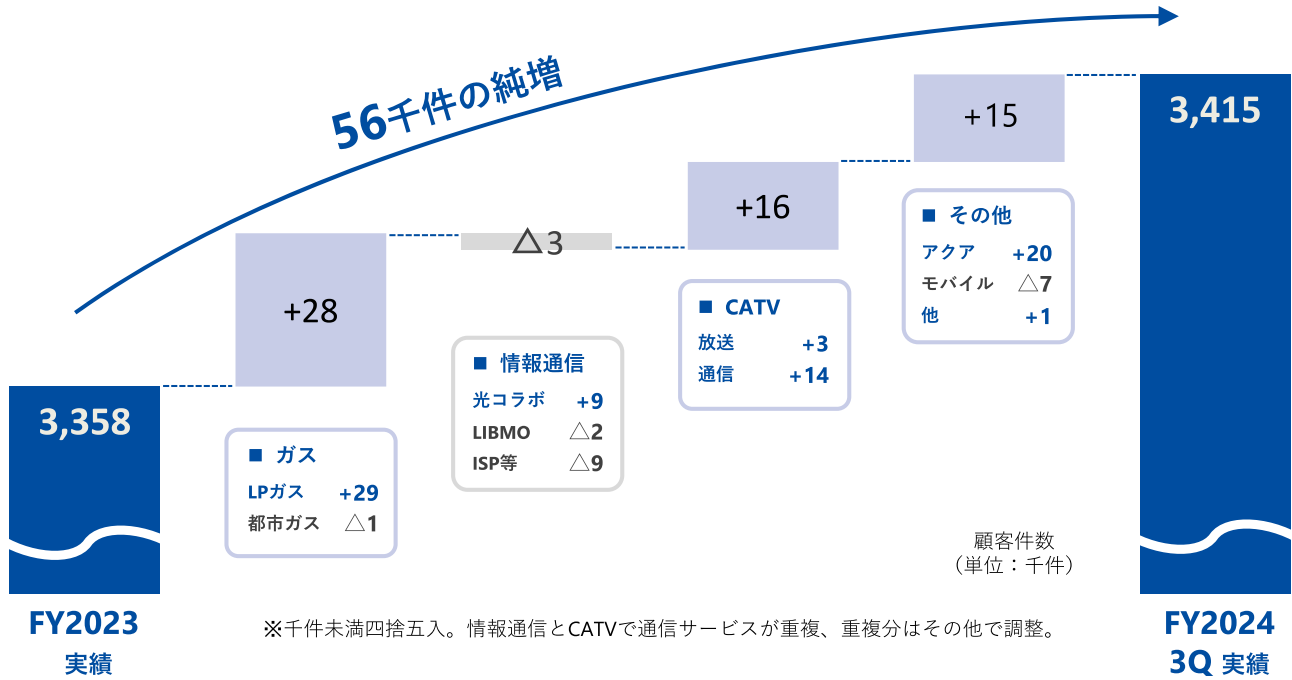 56千件の純増
3,358
FY2023
実績
+28
■ ガス
LPガス +29
都市ガス △1
△3
■ 情報通信
光コラボ +9
LIBMO △2
ISP等 △9
+16
■ CATV
放送 +3
通信 +14
+15
■ その他
アクア +20
モバイル △7
他 +1
3,415
FY2024
3Q 実績
顧客件数
（単位：千件）
※千件未満四捨五入。情報通信とCATVで通信サービスが重複、重複分はその他で調整。